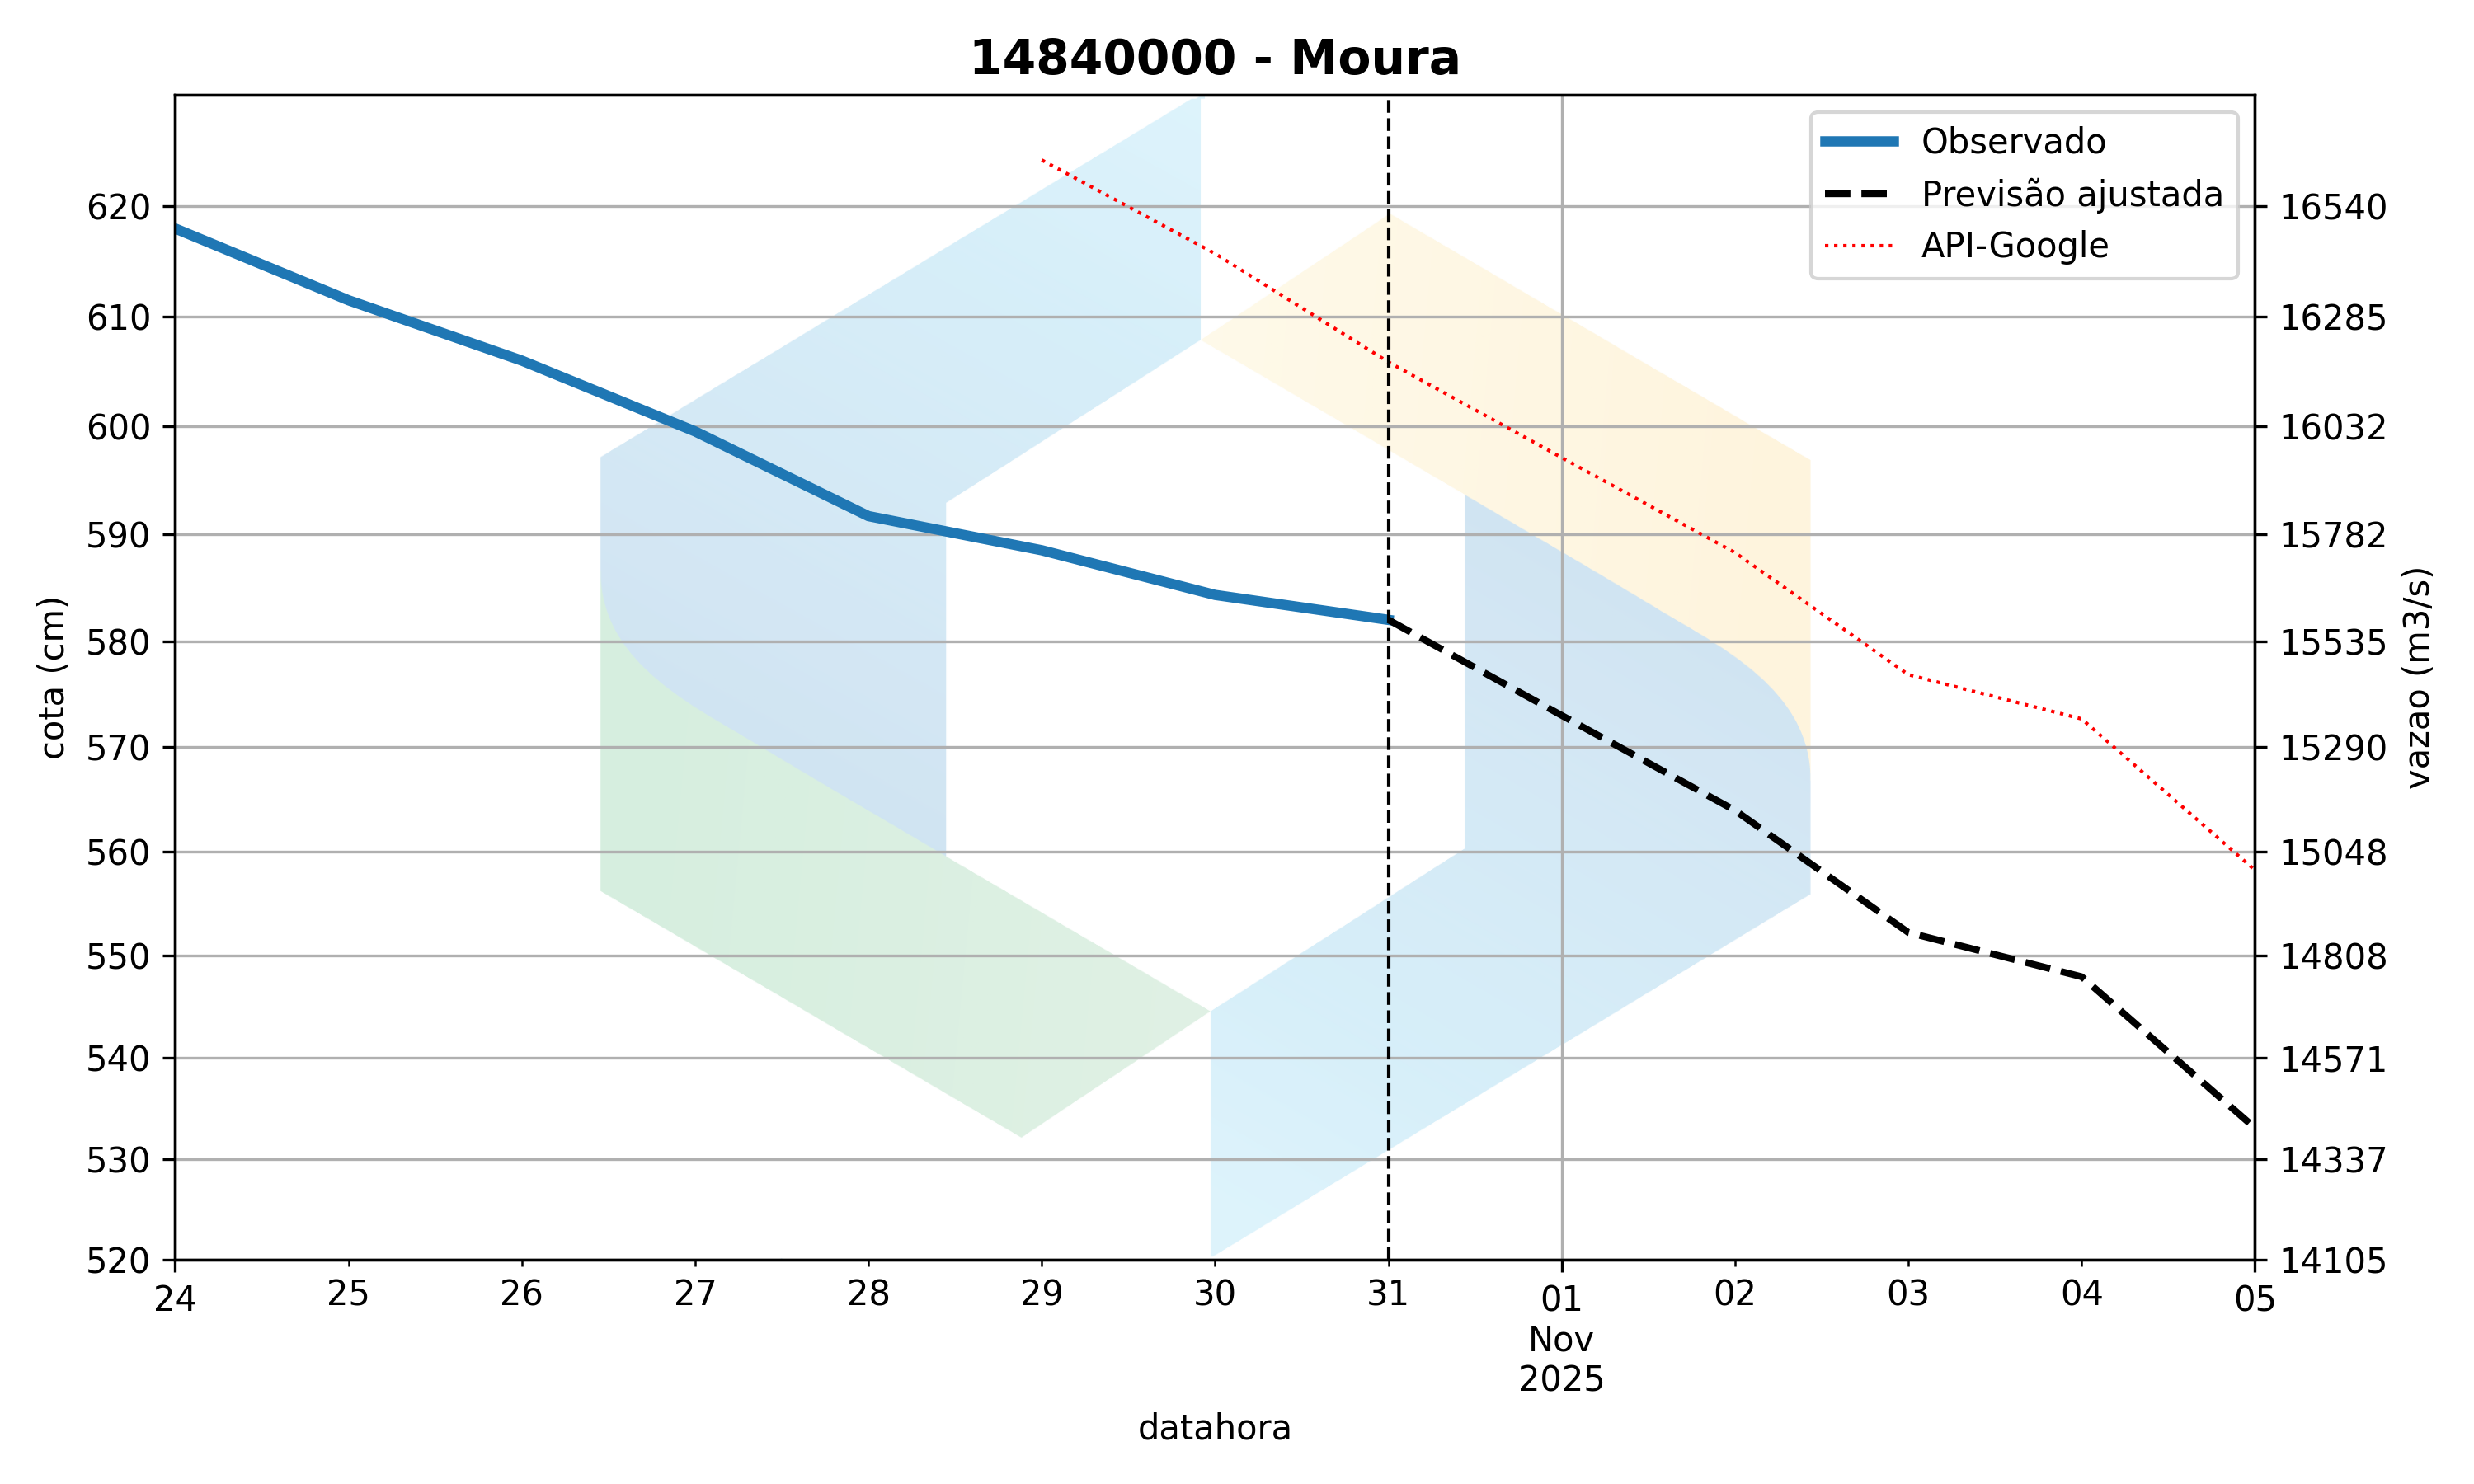 14840000 - Moura
Observado
Previsão ajustada
API-Google
620
610
600
590
580
570
560
550
540
530
520
cota (cm)
16540
16285
16032
15782
15535
15290
15048
14808
14571
14337
14105
vazao (m3/s)
24 25 26 27 28 29 30 31 01 02 03 04 05
Nov
2025
datahora